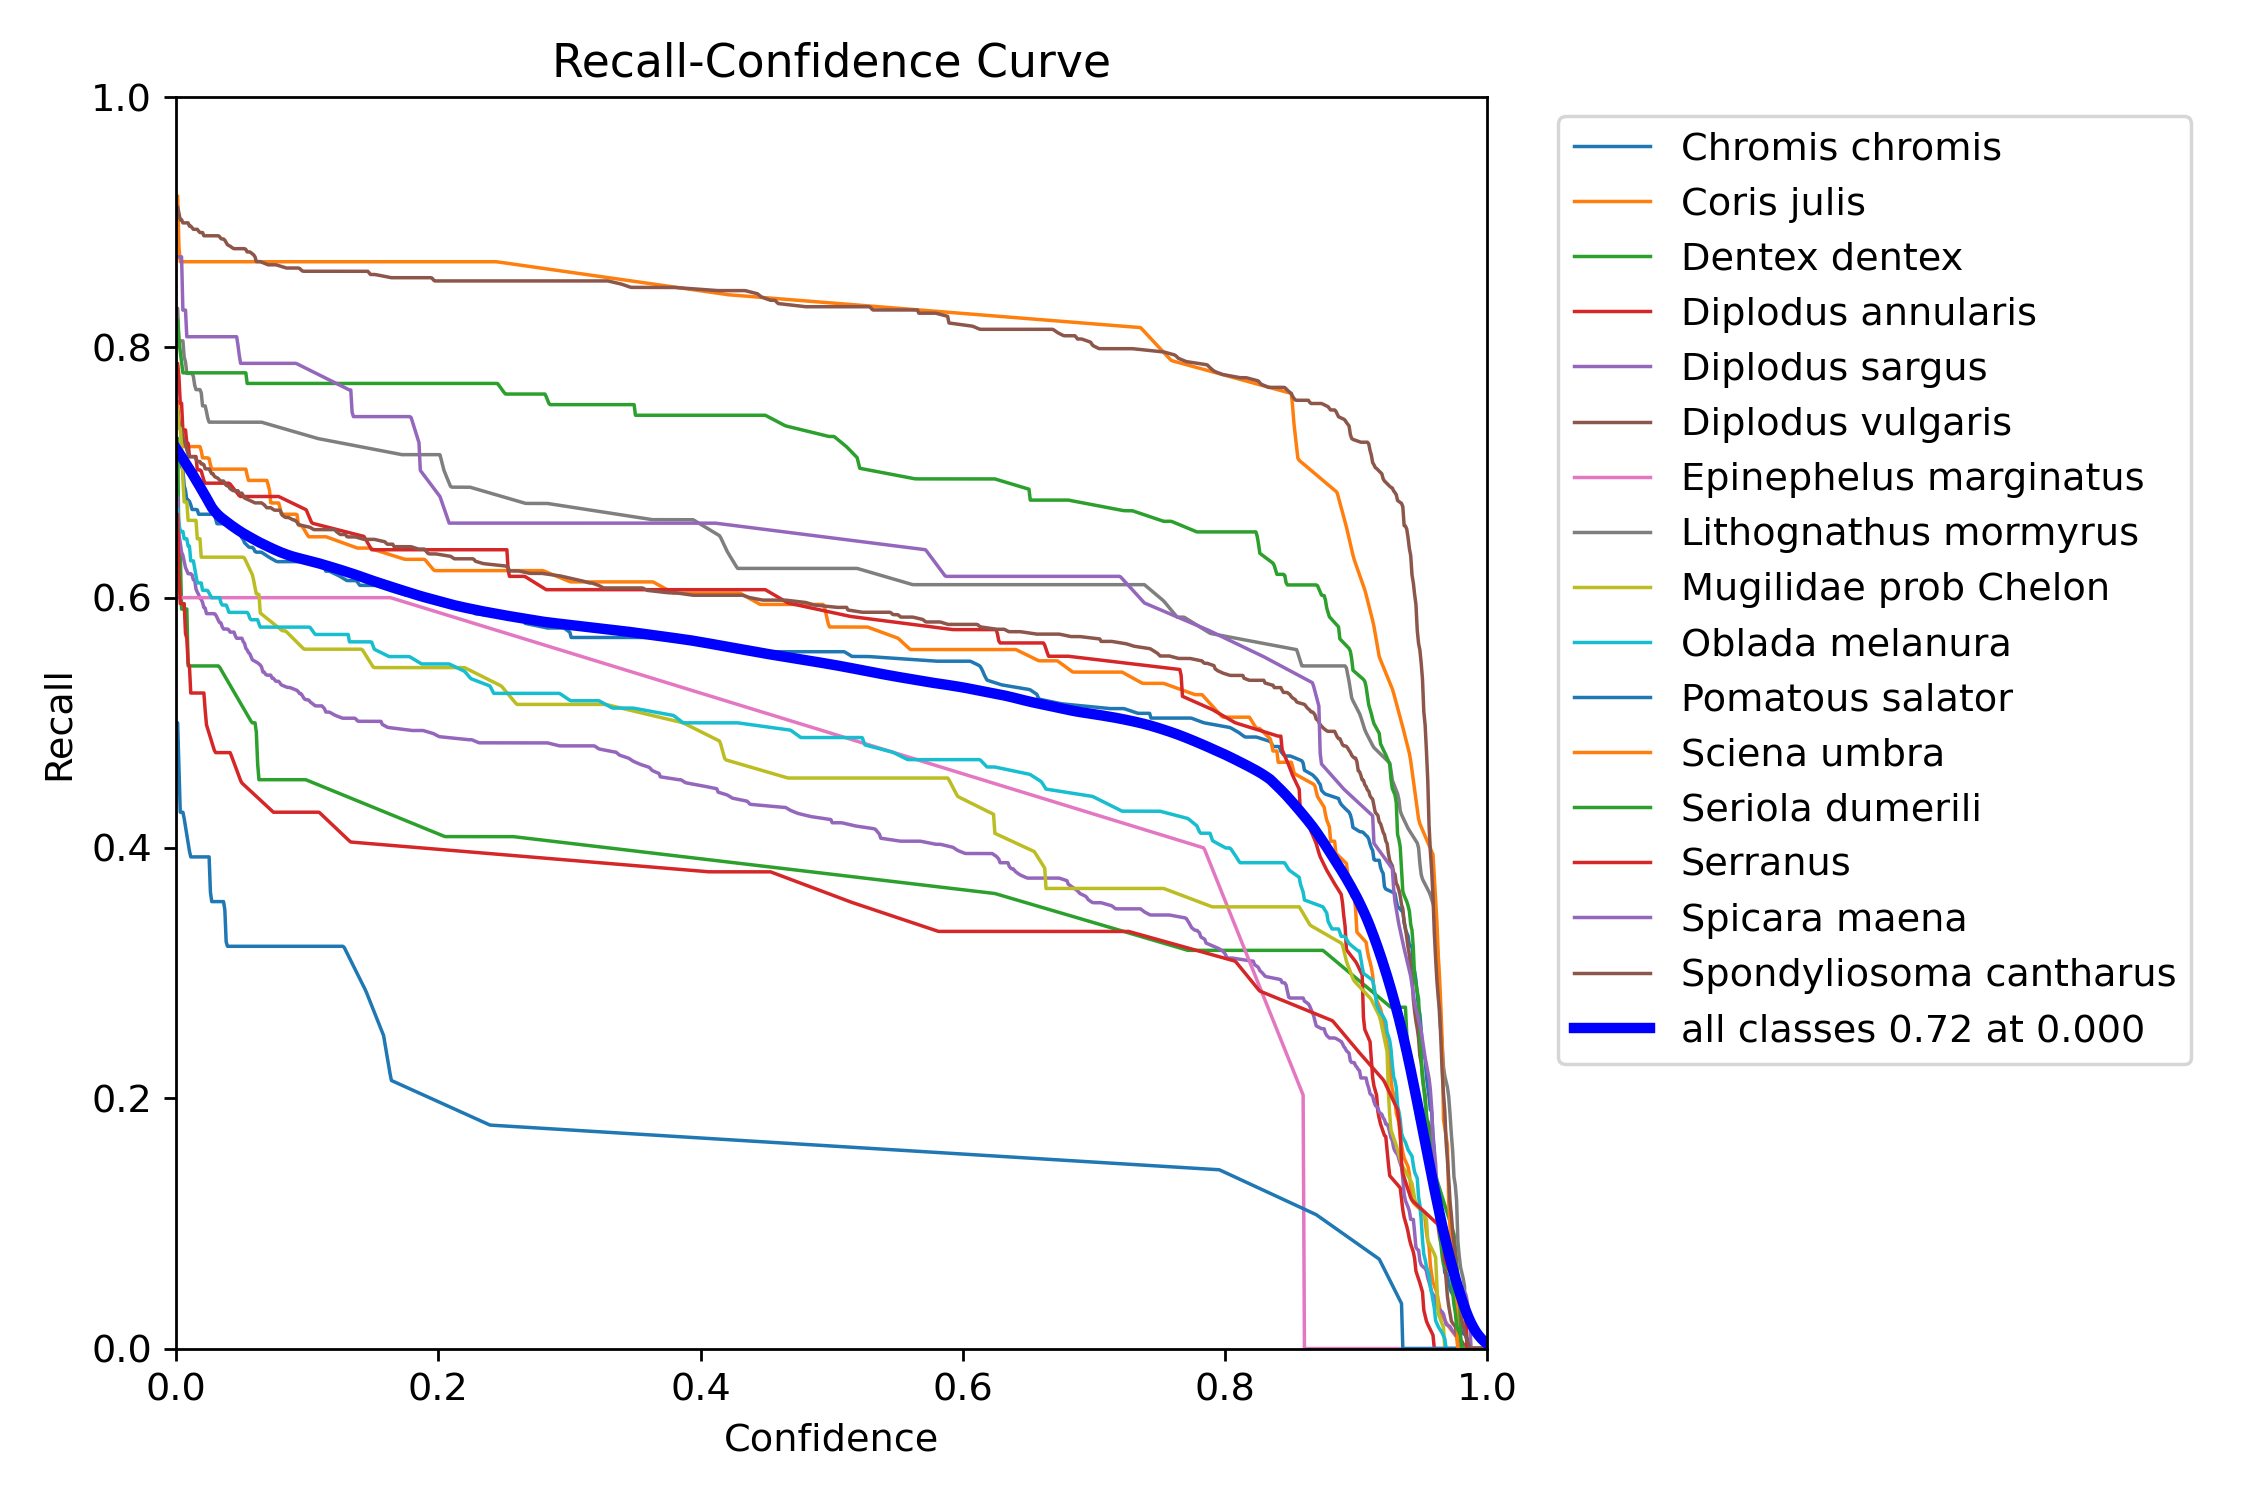 Recall-Confidence Curve
1.0
0.8
0.6
0.4
0.2
0.0
Recall
0.0 0.2 0.4 0.6 0.8 1.0
Confidence
Chromis chromis
Coris julis
Dentex dentex
Diplodus annularis
Diplodus sargus
Diplodus vulgaris
Epinephelus marginatus
Lithognathus mormyrus
Mugilidae prob Chelon
Oblada melanura
Pomatous salator
Sciena umbra
Seriola dumerili
Serranus
Spicara maena
Spondyliosoma cantharus
all classes 0.72 at 0.000